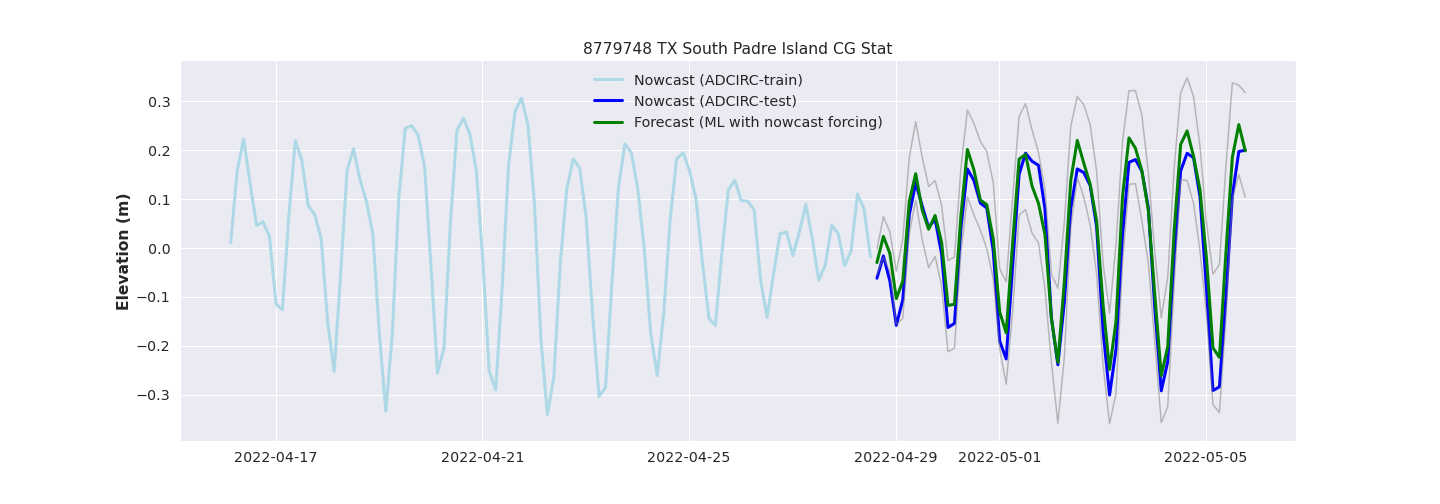 8779748 TX South Padre Island CG Stat
Nowcast (ADCIRC-train)
Nowcast (ADCIRC-test)
Forecast (ML with nowcast forcing)
Elevation (m)
0.3
0.2
0.1
0.0
−0.1
−0.2
−0.3
2022-04-17 2022-04-21 2022-04-25 2022-04-29 2022-05-01 2022-05-05